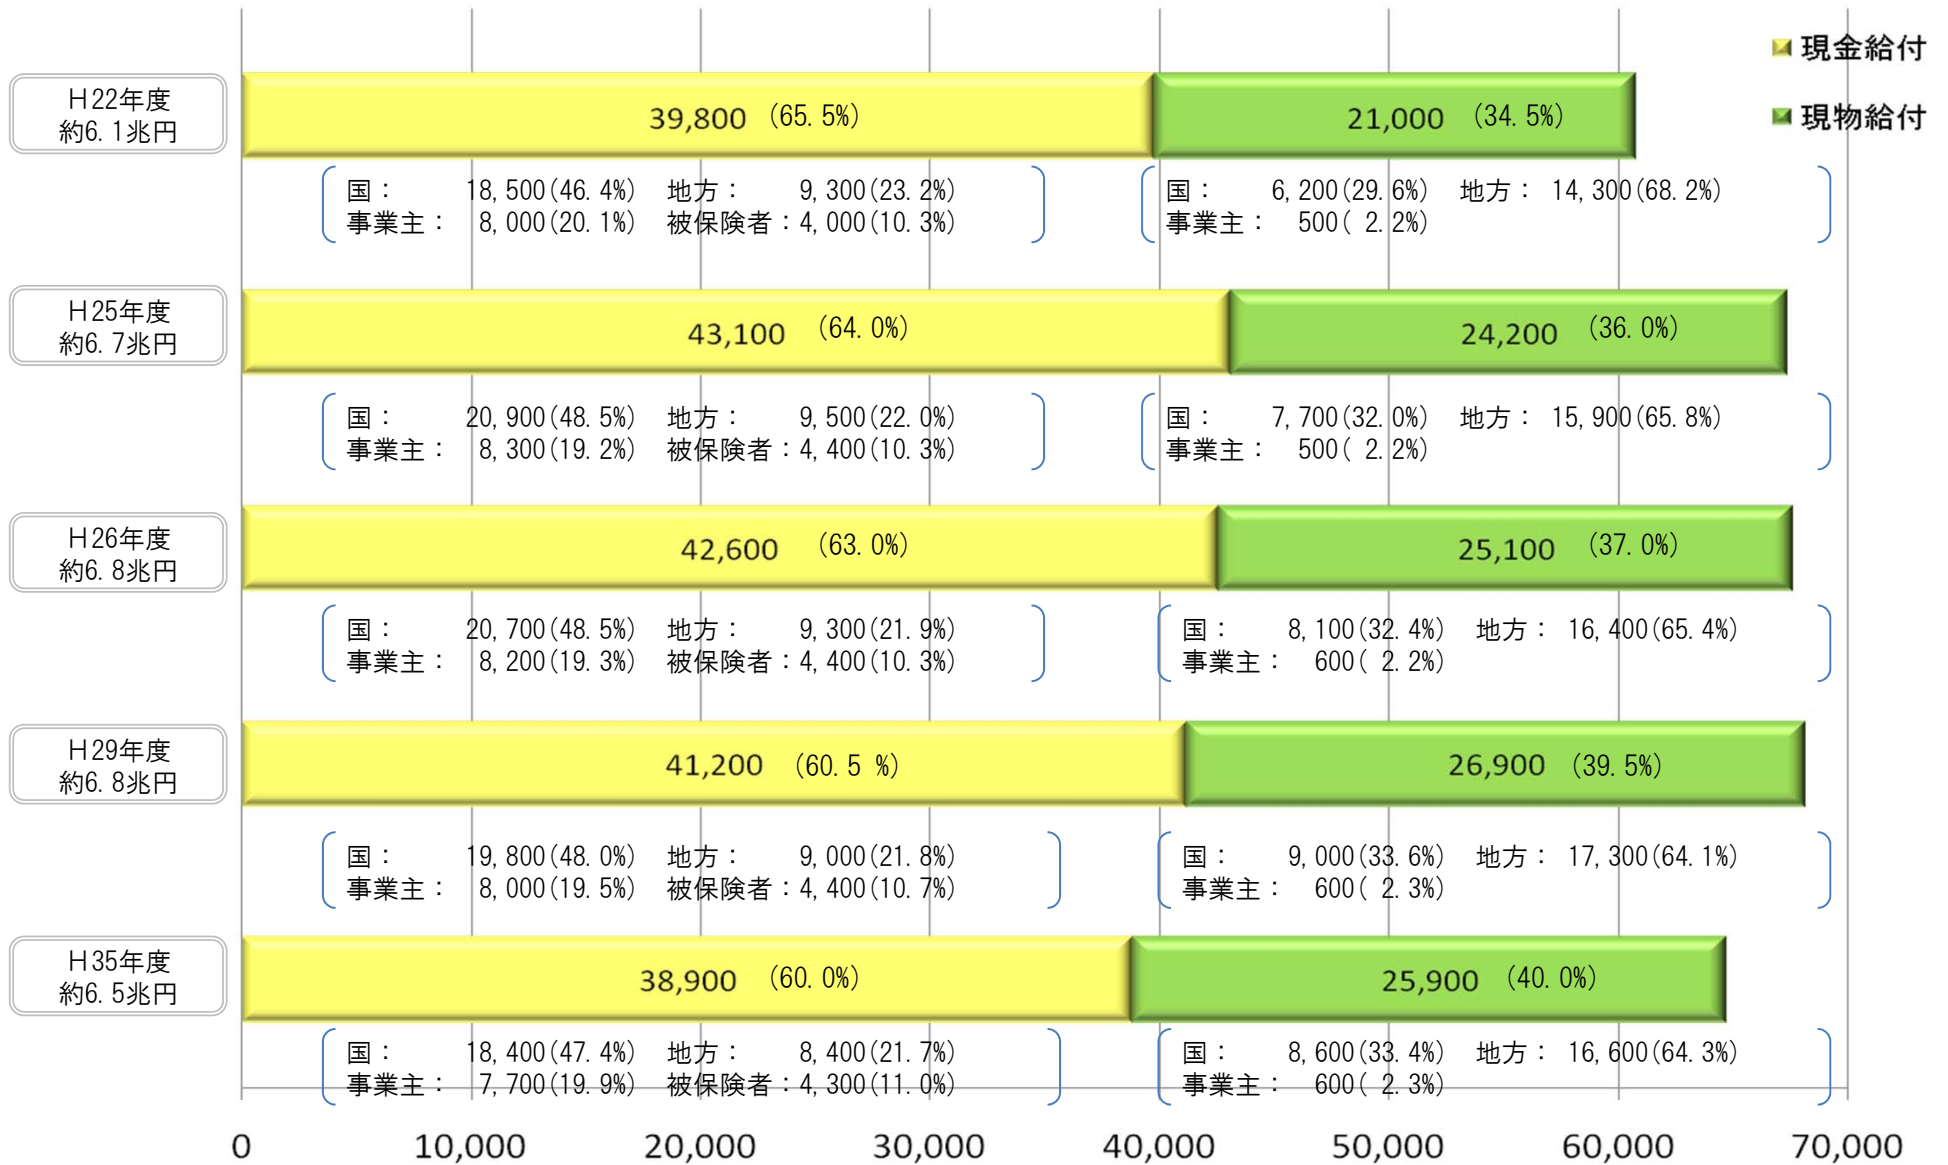 現金給付
現物給付
H22年度
約6.1兆円
39,800 (65.5%) 21,000 (34.5%)
国： 18,500(46.4%) 地方： 9,300(23.2%)
事業主： 8,000(20.1%) 被保険者：4,000(10.3%)
国： 6,200(29.6%) 地方： 14,300(68.2%)
事業主： 500( 2.2%)
H25年度
約6.7兆円
43,100 (64.0%) 24,200 (36.0%)
国： 20,900(48.5%) 地方： 9,500(22.0%)
事業主： 8,300(19.2%) 被保険者：4,400(10.3%)
国： 7,700(32.0%) 地方： 15,900(65.8%)
事業主： 500( 2.2%)
H26年度
約6.8兆円
42,600 (63.0%) 25,100 (37.0%)
国： 20,700(48.5%) 地方： 9,300(21.9%)
事業主： 8,200(19.3%) 被保険者：4,400(10.3%)
国： 8,100(32.4%) 地方： 16,400(65.4%)
事業主： 600( 2.2%)
H29年度
約6.8兆円
41,200 (60.5 %) 26,900 (39.5%)
国： 19,800(48.0%) 地方： 9,000(21.8%)
事業主： 8,000(19.5%) 被保険者：4,400(10.7%)
国： 9,000(33.6%) 地方： 17,300(64.1%)
事業主： 600( 2.3%)
H35年度
約6.5兆円
38,900 (60.0%) 25,900 (40.0%)
国： 18,400(47.4%) 地方： 8,400(21.7%)
事業主： 7,700(19.9%) 被保険者：4,300(11.0%)
国： 8,600(33.4%) 地方： 16,600(64.3%)
事業主： 600( 2.3%)
0 10,000 20,000 30,000 40,000 50,000 60,000 70,000